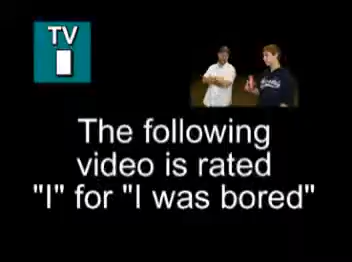 TV
I
The following
video is rated
"I" for "I was bored"